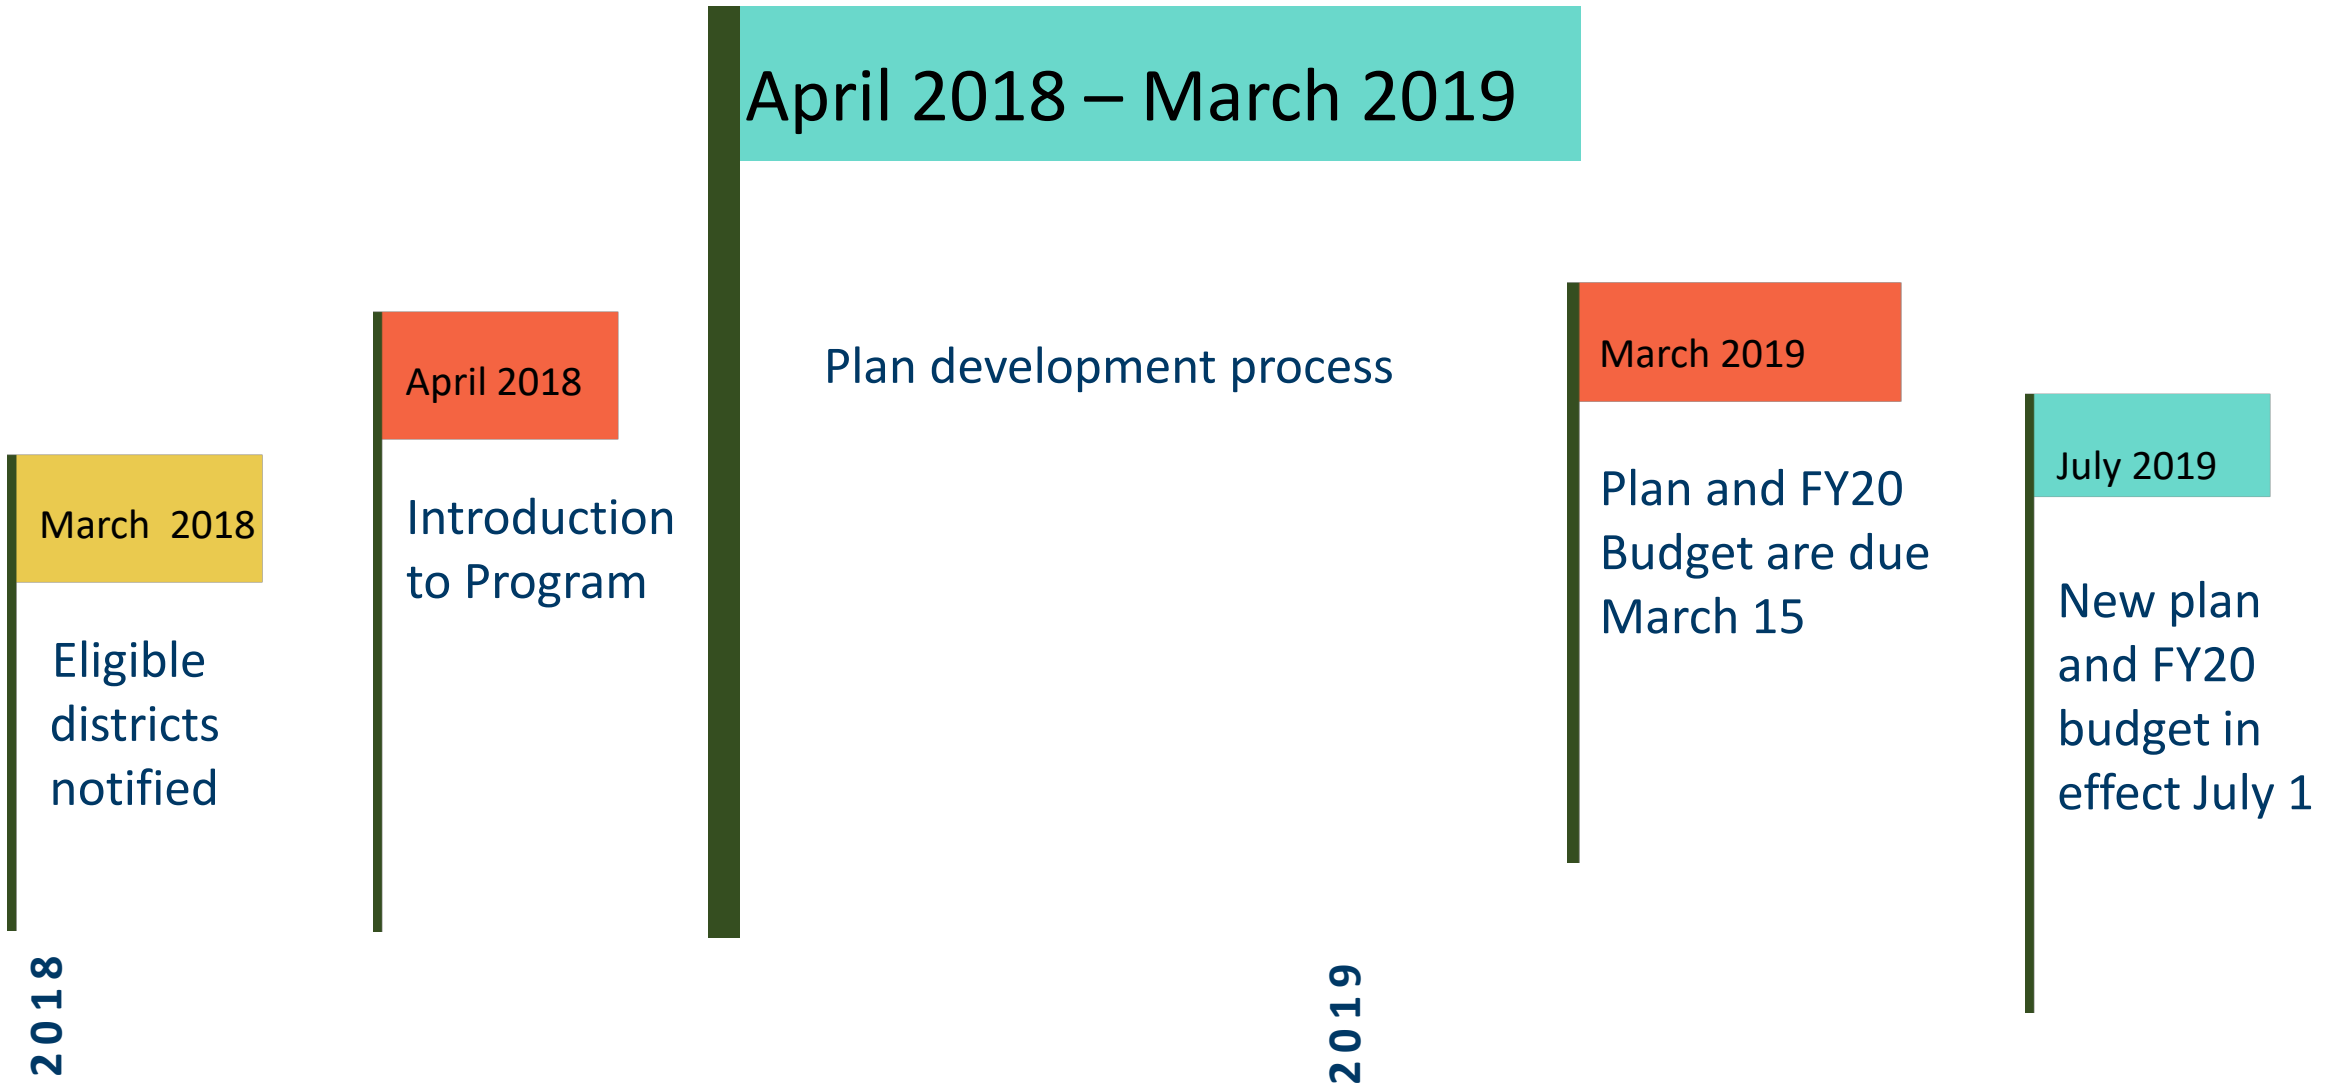 April 2018 – March 2019
Plan development process
March 2018
Eligible
districts
notified
April 2018
Introduction
to Program
March 2019
Plan and FY20
Budget are due
March 15
July 2019
New plan
and FY20
budget in
effect July 1
2018
2019